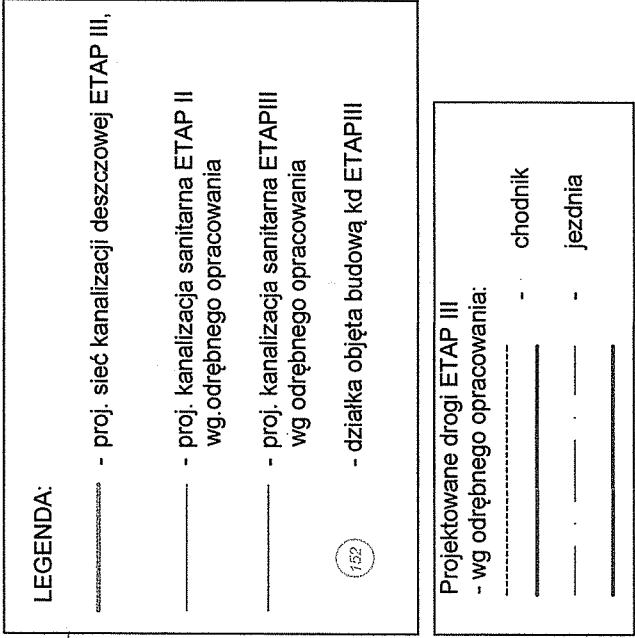 LEGENDA:
- proj. sieć kanalizacji deszczowej ETAP III,
- proj. kanalizacja sanitarna ETAP II
wg.odrębnego opracowania
- proj. kanalizacja sanitarna ETAPIII
wg odrębnego opracowania
152
- działka objęta budową kd ETAPIII
Projektowane drogi ETAP III
- wg odrębnego opracowania:
- chodnik
- jezdnia